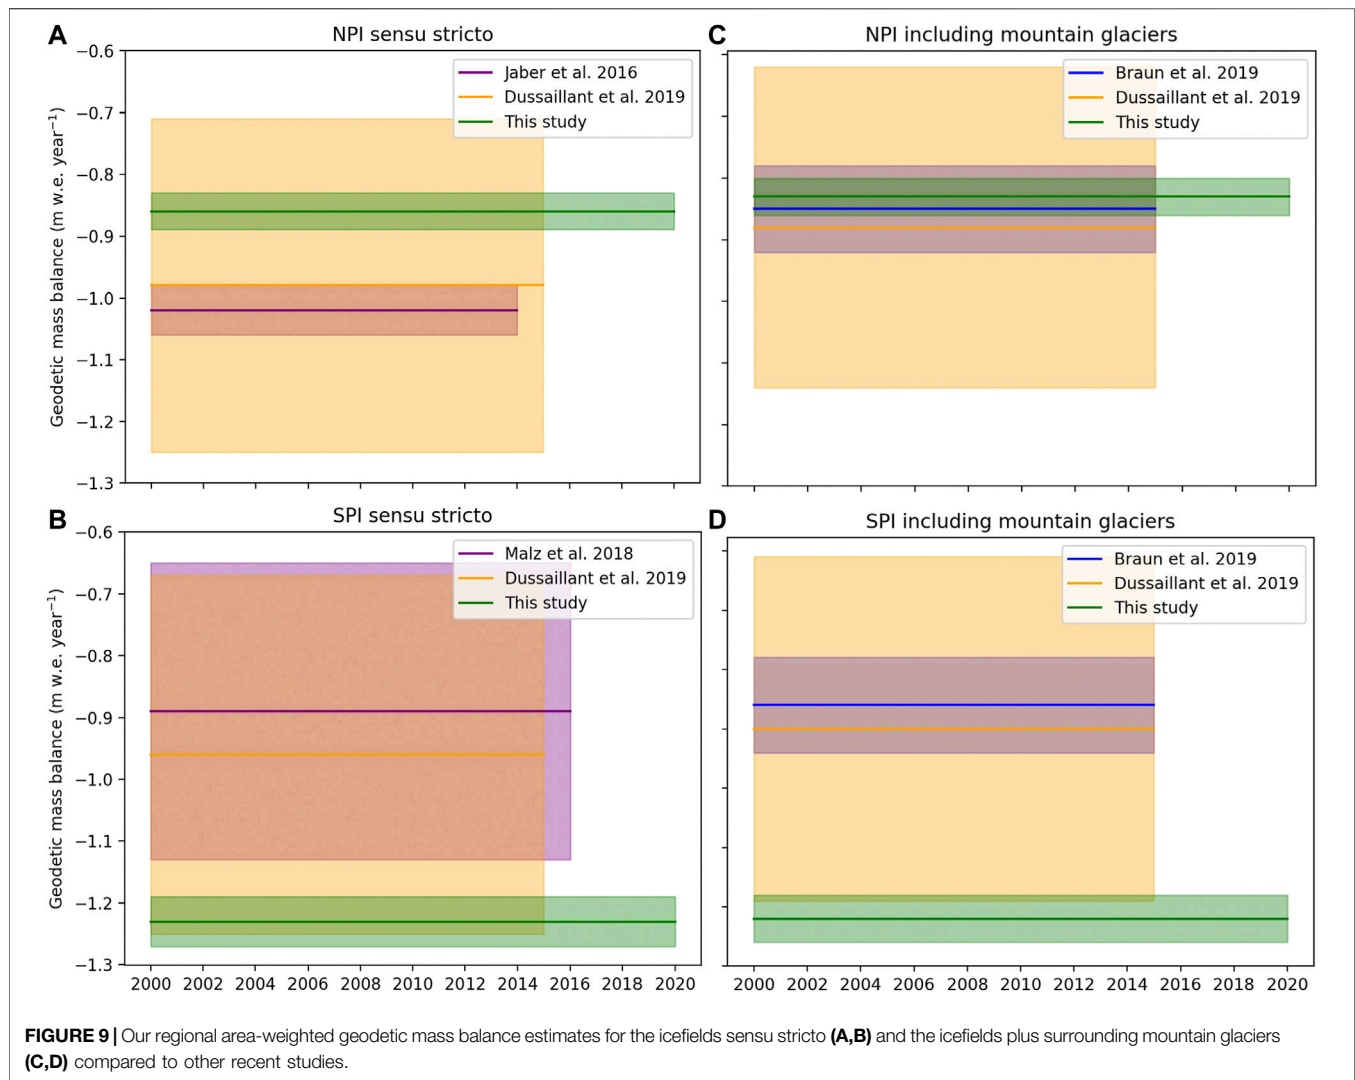 A
NPI sensu stricto
Jaber et al. 2016
Dussaillant et al. 2019
This study
Geodetic mass balance (m w.e. year⁻¹)
−0.6
−0.7
−0.8
−0.9
−1.0
−1.1
−1.2
−1.3
C
NPI including mountain glaciers
Braun et al. 2019
Dussaillant et al. 2019
This study
B
SPI sensu stricto
Malz et al. 2018
Dussaillant et al. 2019
This study
Geodetic mass balance (m w.e. year⁻¹)
−0.6
−0.7
−0.8
−0.9
−1.0
−1.1
−1.2
−1.3
2000 2002 2004 2006 2008 2010 2012 2014 2016 2018 2020
D
SPI including mountain glaciers
Braun et al. 2019
Dussaillant et al. 2019
This study
2000 2002 2004 2006 2008 2010 2012 2014 2016 2018 2020
FIGURE 9 | Our regional area-weighted geodetic mass balance estimates for the icefields sensu stricto (A,B) and the icefields plus surrounding mountain glaciers
(C,D) compared to other recent studies.